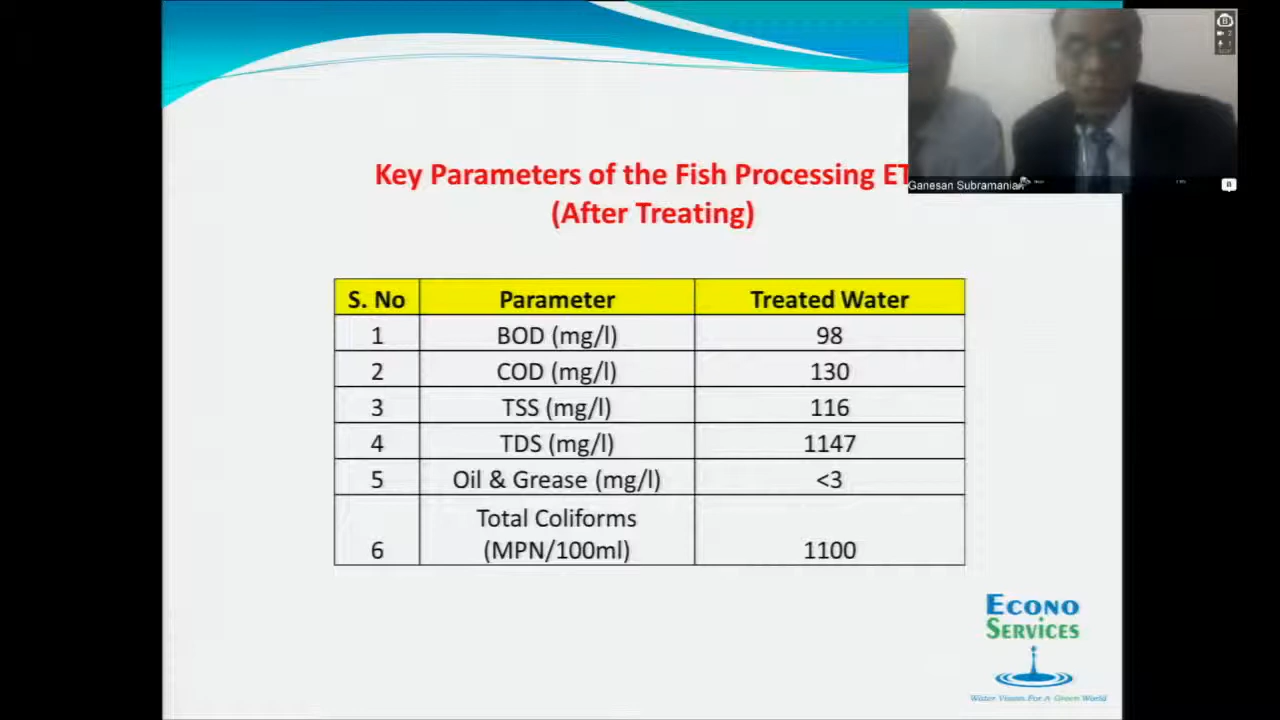 Key Parameters of the Fish Processing ET
(After Treating)
Ganesan Subramanian
S. No Parameter Treated Water
1 BOD (mg/l) 98
2 COD (mg/l) 130
3 TSS (mg/l) 116
4 TDS (mg/l) 1147
5 Oil & Grease (mg/l) <3
Total Coliforms
6 (MPN/100ml) 1100
ECONO
SERVICES
Water Vision For A Green World